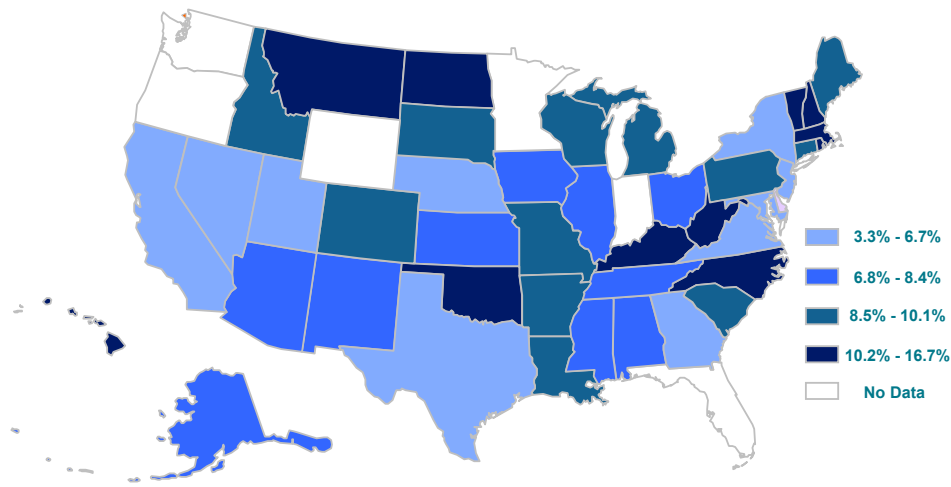 3.3% - 6.7%
6.8% - 8.4%
8.5% - 10.1%
10.2% - 16.7%
No Data